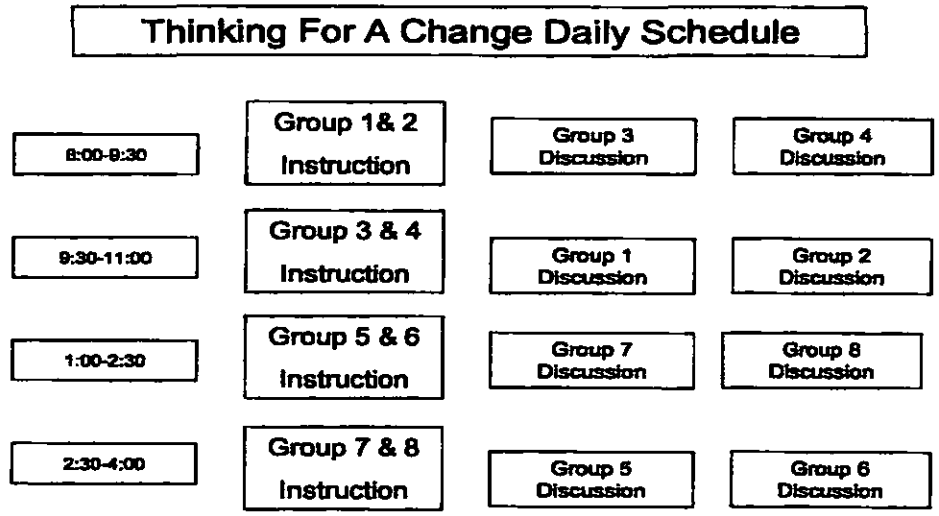 Thinking For A Change Daily Schedule
8:00-9:30
Group 1& 2
Instruction
Group 3
Discussion
Group 4
Discussion
9:30-11:00
Group 3 & 4
Instruction
Group 1
Discussion
Group 2
Discussion
1:00-2:30
Group 5 & 6
Instruction
Group 7
Discussion
Group 8
Discussion
2:30-4:00
Group 7 & 8
Instruction
Group 5
Discussion
Group 6
Discussion